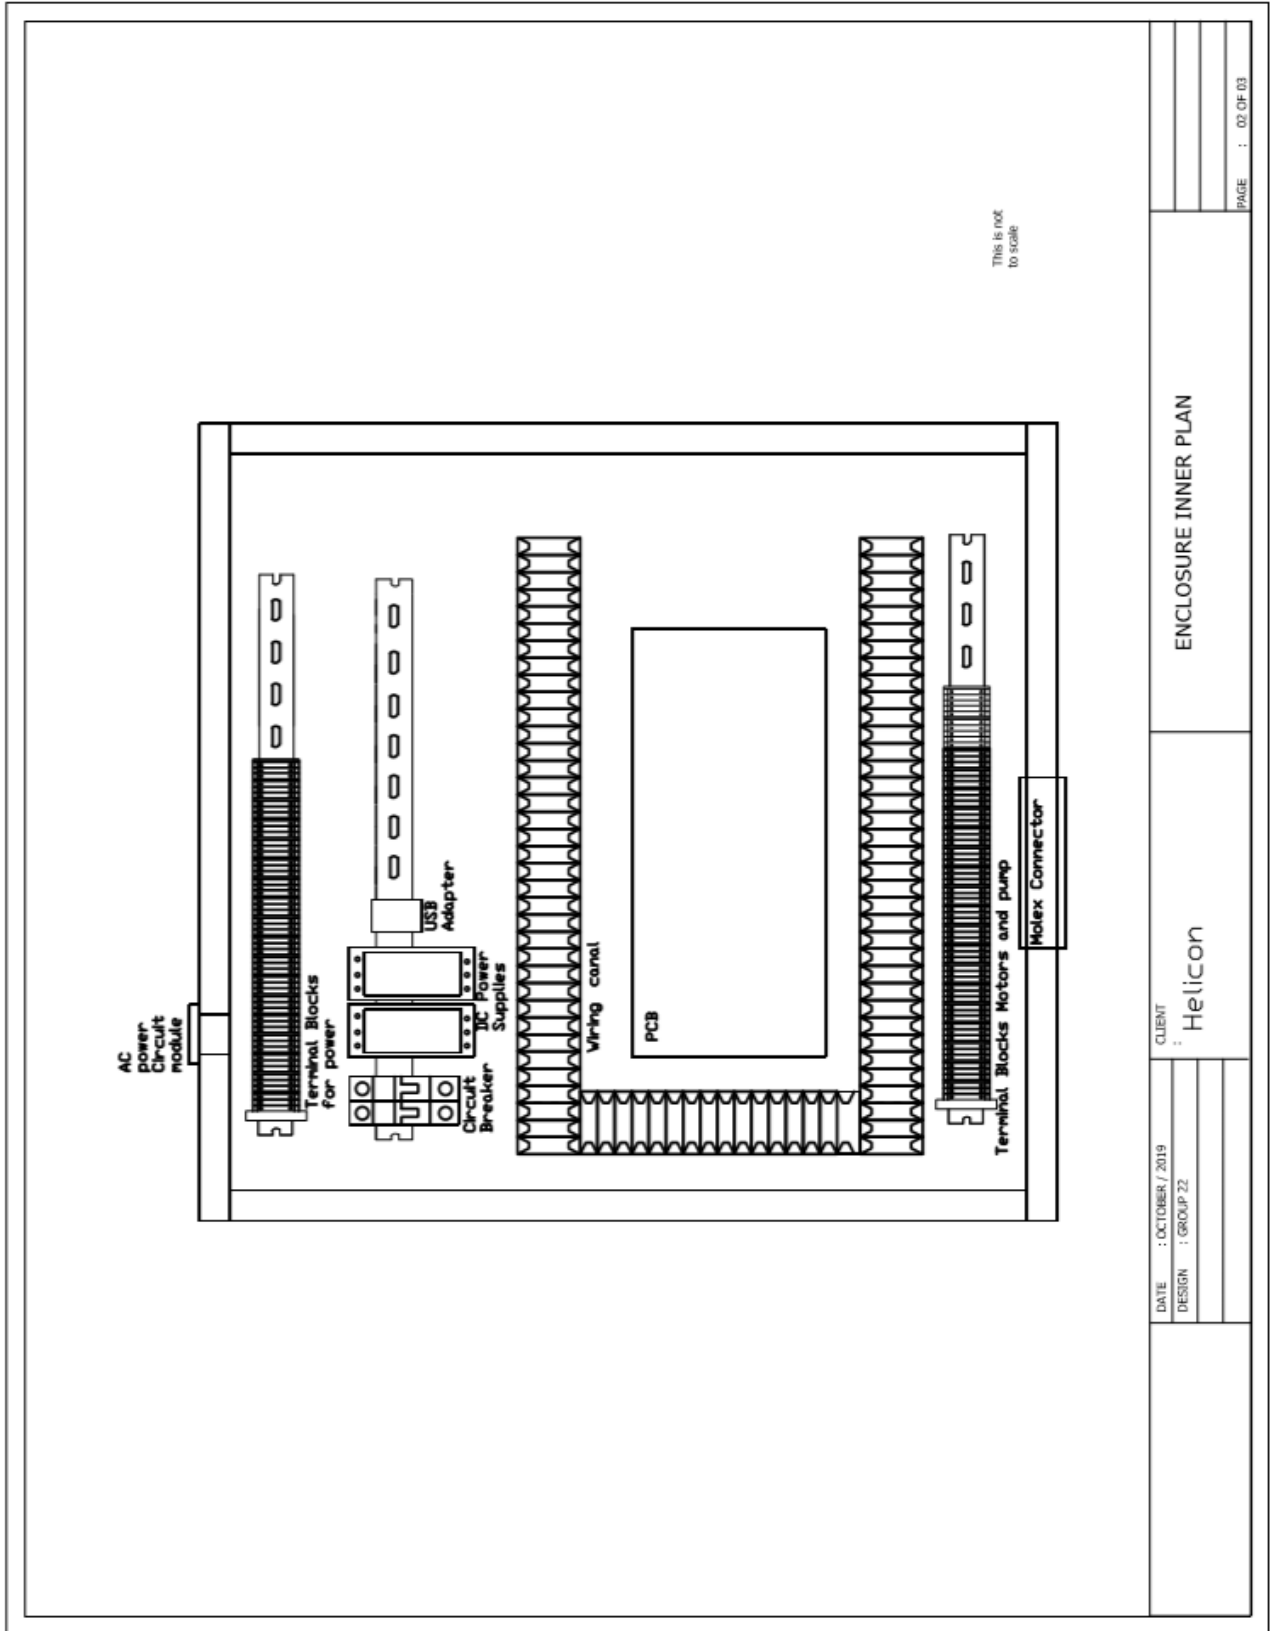 AC
power
Circuit
module
Terminal Blocks
for power
Circuit
Breaker
DC Power
Supplies
USB
Adapter
Wiring canal
PCB
Terminal Blocks Motors and pump
Molex Connector
This is not
to scale
DATE : OCTOBER / 2019
DESIGN : GROUP 22
CLIENT
:
Helicon
ENCLOSURE INNER PLAN
PAGE : 02 OF 03